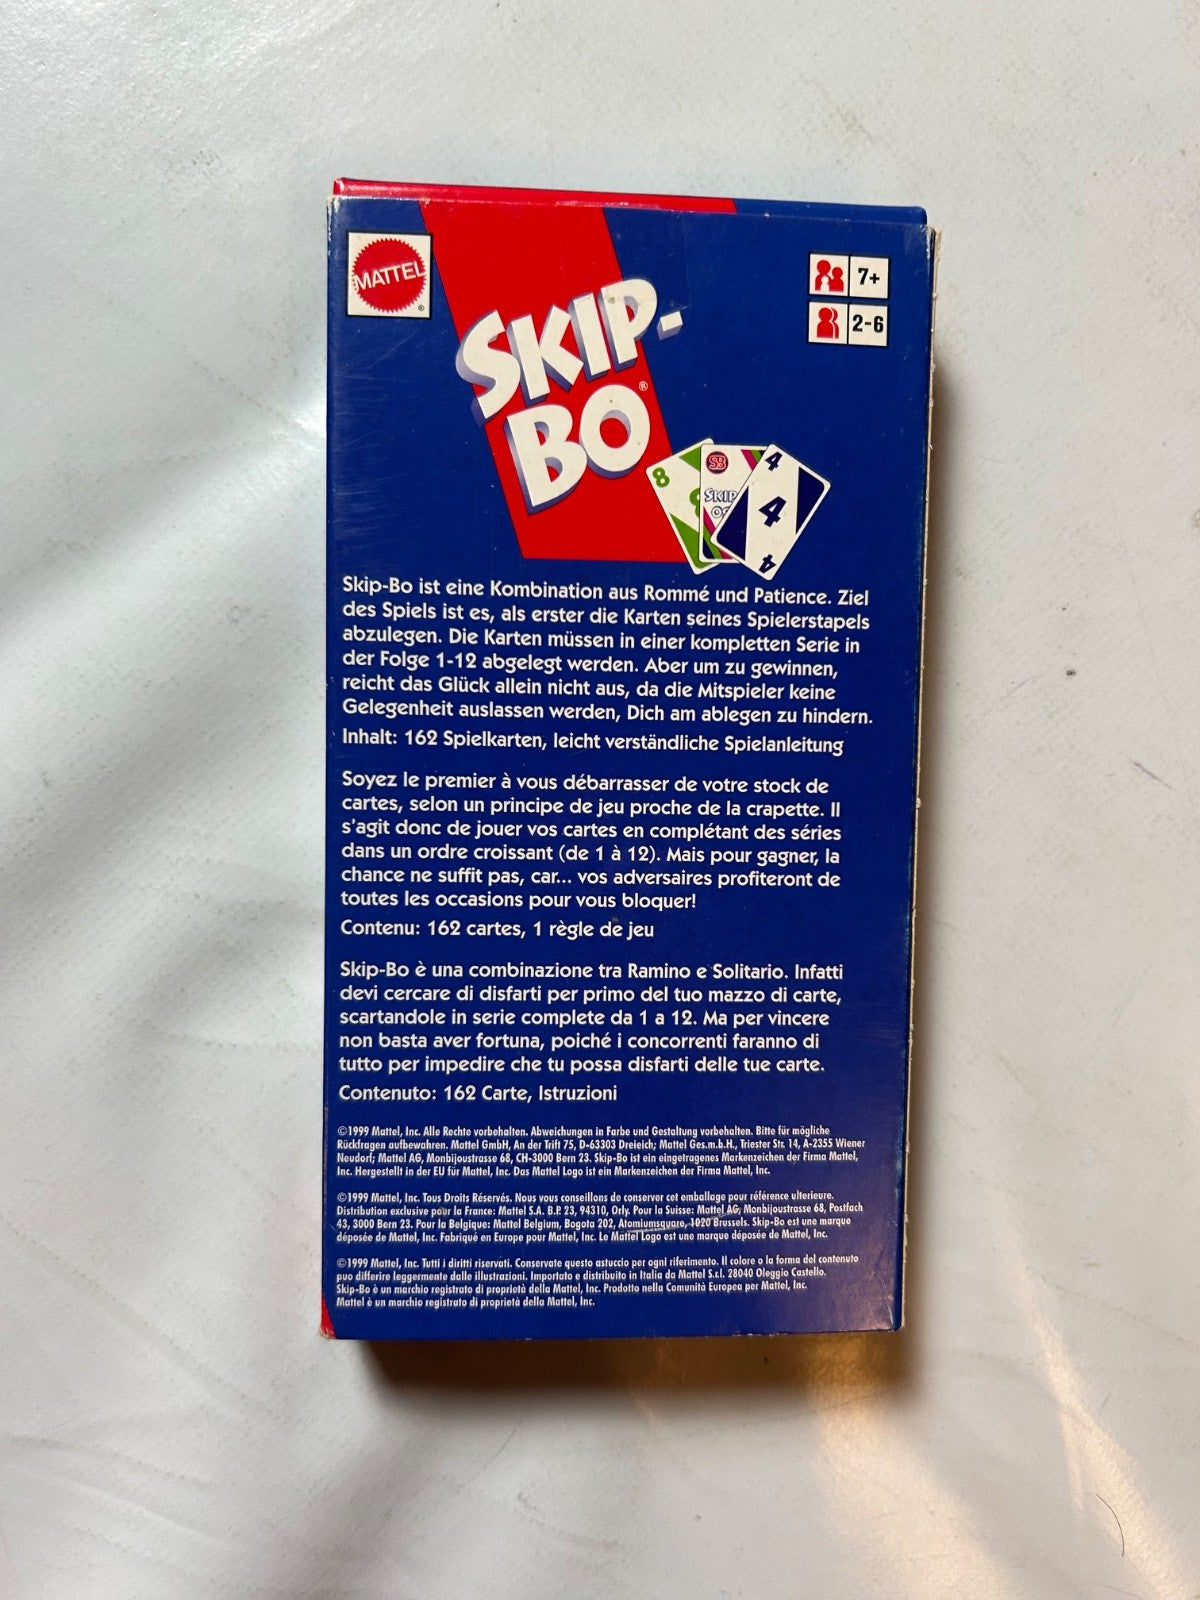 MATTEL
®
7+
2-6
SKIP-
BO®
8
8
SB
SKIP
4
4
4
Skip-Bo ist eine Kombination aus Rommé und Patience. Ziel
des Spiels ist es, als erster die Karten seines Spielerstapels
abzulegen. Die Karten müssen in einer kompletten Serie in
der Folge 1-12 abgelegt werden. Aber um zu gewinnen,
reicht das Glück allein nicht aus, da die Mitspieler keine
Gelegenheit auslassen werden, Dich am ablegen zu hindern.
Inhalt: 162 Spielkarten, leicht verständliche Spielanleitung
Soyez le premier à vous débarrasser de votre stock de
cartes, selon un principe de jeu proche de la crapette. Il
s'agit donc de jouer vos cartes en complétant des séries
dans un ordre croissant (de 1 à 12). Mais pour gagner, la
chance ne suffit pas, car... vos adversaires profiteront de
toutes les occasions pour vous bloquer!
Contenu: 162 cartes, 1 règle de jeu
Skip-Bo è una combinazione tra Ramino e Solitario. Infatti
devi cercare di disfarti per primo del tuo mazzo di carte,
scartandole in serie complete da 1 a 12. Ma per vincere
non basta aver fortuna, poiché i concorrenti faranno di
tutto per impedire che tu possa disfarti delle tue carte.
Contenuto: 162 Carte, Istruzioni
©1999 Mattel, Inc. Alle Rechte vorbehalten. Abweichungen in Farbe und Gestaltung vorbehalten. Bitte für mögliche
Rückfragen aufbewahren. Mattel GmbH, An der Trift 75, D-63303 Dreieich; Mattel Ges.m.b.H., Triester Str. 14, A-2355 Wiener
Neudorf; Mattel AG, Monbijoustrasse 68, CH-3000 Bern 23. Skip-Bo ist ein eingetragenes Markenzeichen der Firma Mattel,
Inc. Hergestellt in der EU für Mattel, Inc. Das Mattel Logo ist ein Markenzeichen der Firma Mattel, Inc.
©1999 Mattel, Inc. Tous Droits Réservés. Nous vous conseillons de conserver cet emballage pour référence ulterieure.
Distribution exclusive pour la France: Mattel S.A. B.P. 23, 94310, Orly. Pour la Suisse: Mattel AG, Monbijoustrasse 68, Postfach
43, 3000 Bern 23. Pour la Belgique: Mattel Belgium, Bogota 202, Atomiumsquare, 1020 Brussels. Skip-Bo est une marque
déposée de Mattel, Inc. Fabriqué en Europe pour Mattel, Inc. Le Mattel Logo est une marque déposée de Mattel, Inc.
©1999 Mattel, Inc. Tutti i diritti riservati. Conservate questo astuccio per ogni riferimento. Il colore o la forma del contenuto
puo differire leggermente dalle illustrazioni. Importato e distribuito in Italia da Mattel S.r.l. 28040 Oleggio Castello.
Skip-Bo è un marchio registrato di proprietà della Mattel, Inc. Prodotto nella Comunità Europea per Mattel, Inc.
Mattel è un marchio registrato di proprietà della Mattel, Inc.